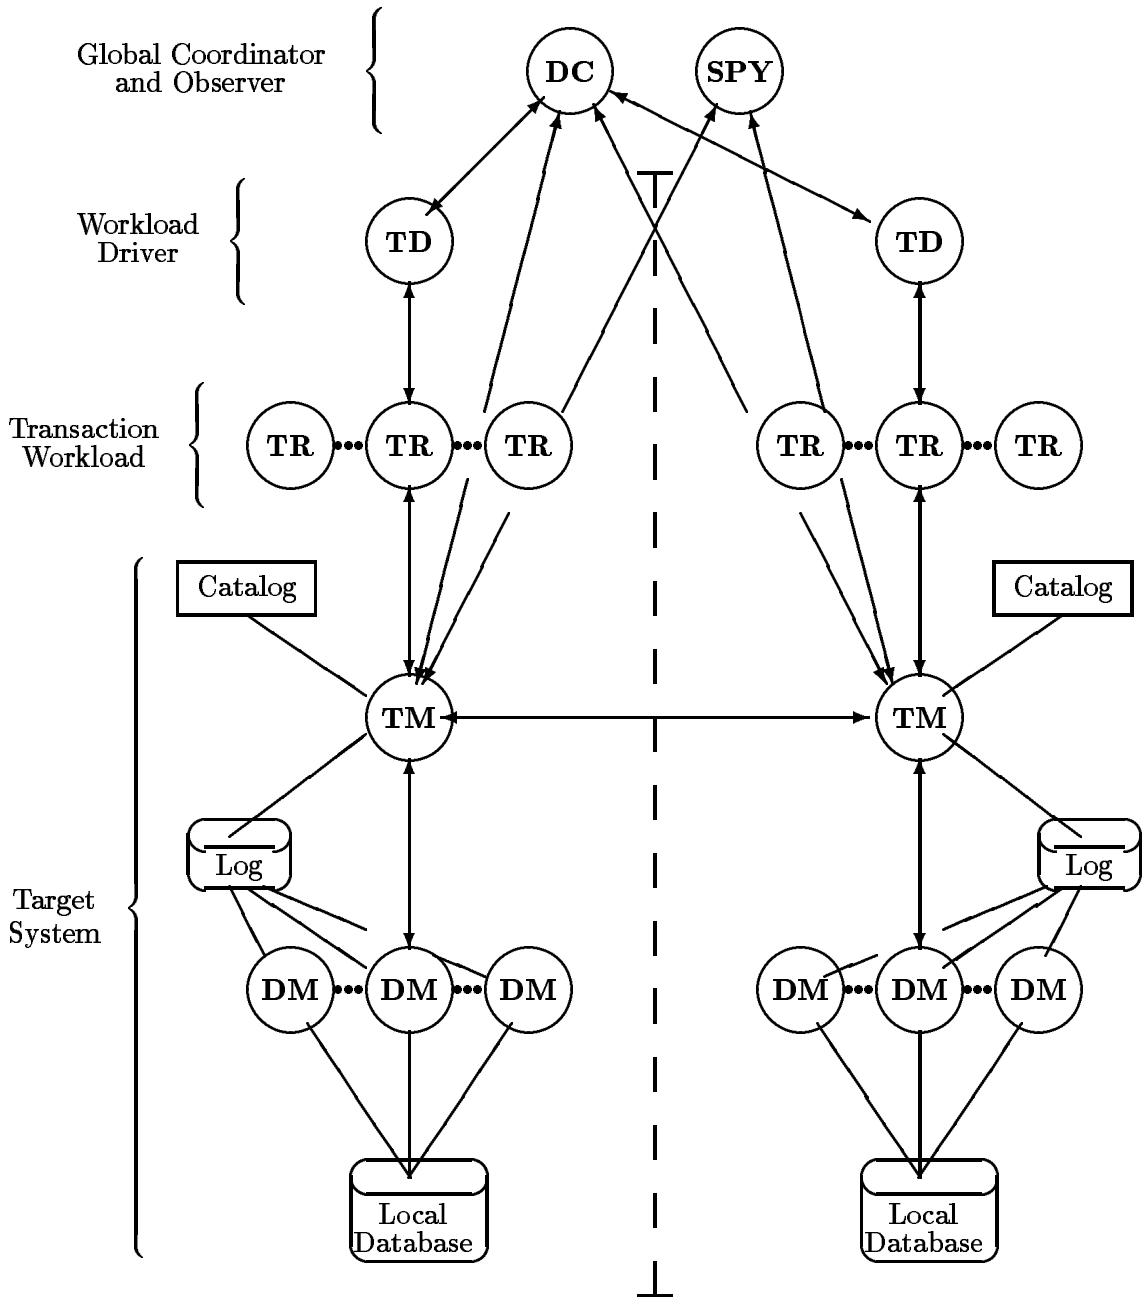 Global Coordinator
and Observer
DC
SPY
Workload
Driver
TD
TD
Transaction
Workload
TR
TR
TR
TR
TR
TR
Catalog
Catalog
TM
TM
Log
Log
Target
System
DM
DM
DM
DM
DM
DM
Local
Database
Local
Database